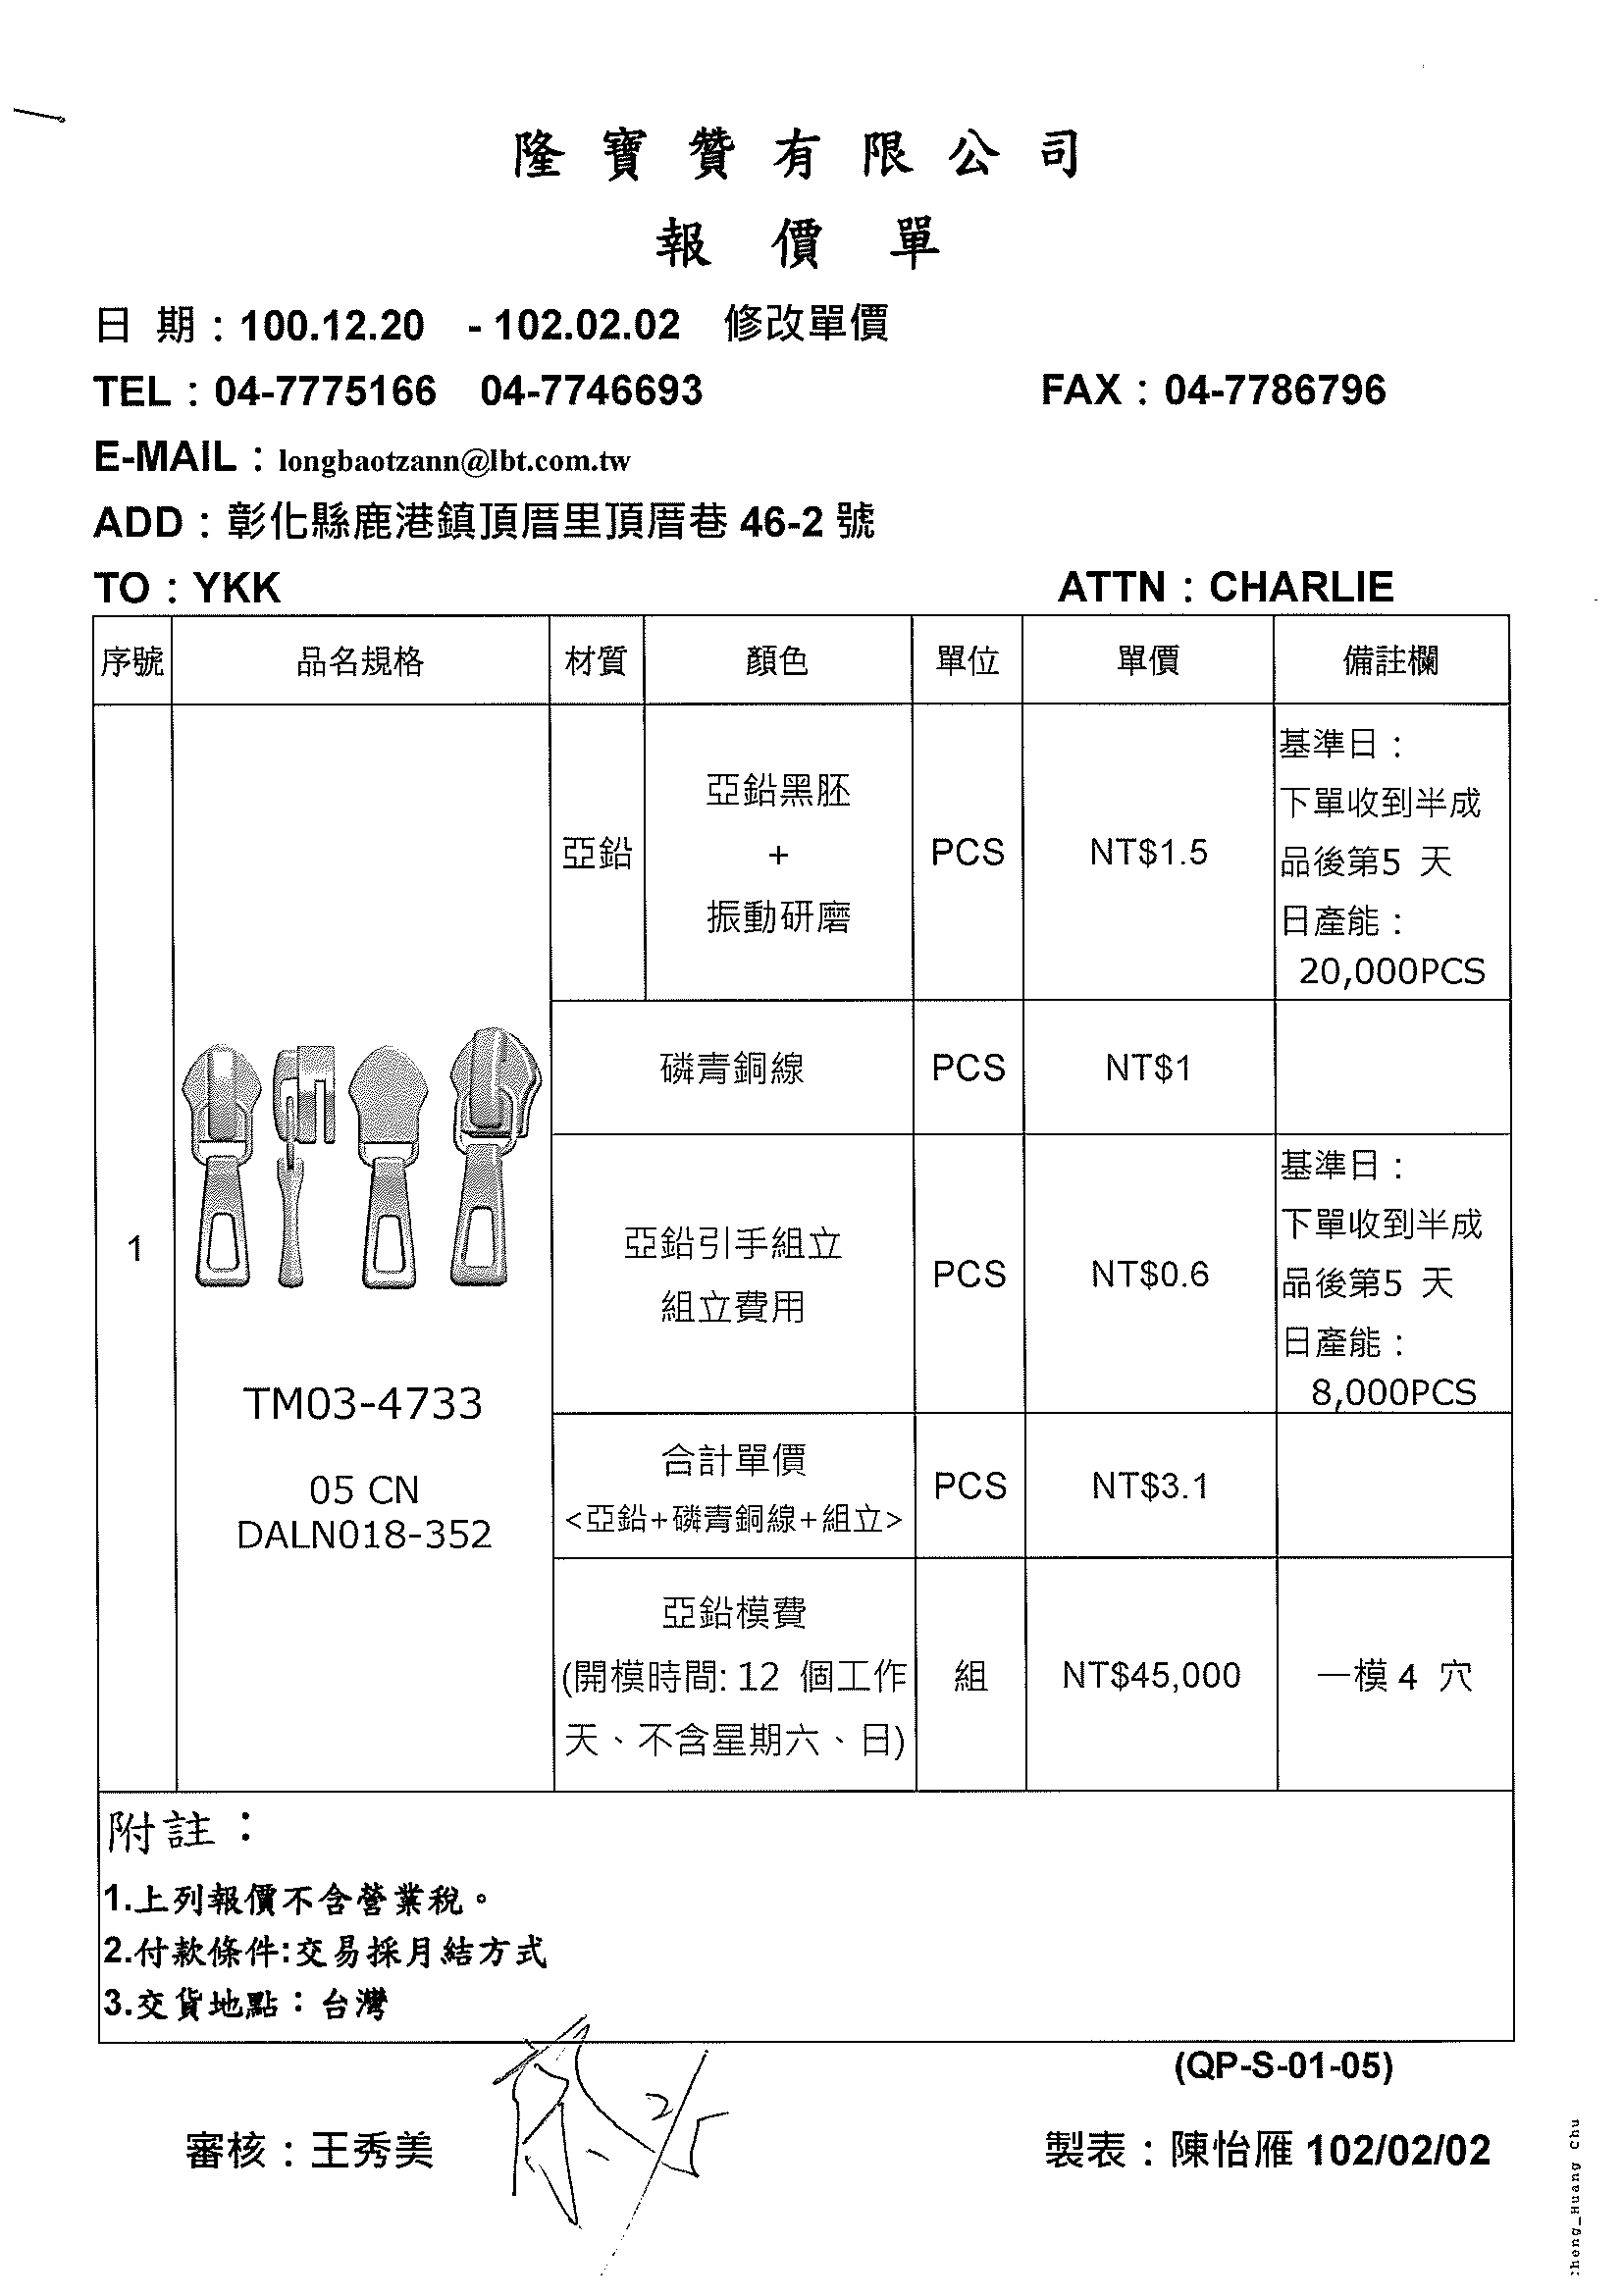 隆寶贊有限公司
報價單
日 期：100.12.20 - 102.02.02 修改單價
TEL：04-7775166 04-7746693 FAX：04-7786796
E-MAIL：longbaotzann@lbt.com.tw
ADD：彰化縣鹿港鎮頂厝里頂厝巷 46-2 號
TO：YKK ATTN：CHARLIE
序號 品名規格 材質 顏色 單位 單價 備註欄
1
TM03-4733
05 CN
DALN018-352
亞鉛
亞鉛黑胚
+
振動研磨
PCS
NT$1.5
基準日：
下單收到半成
品後第5 天
日產能：
20,000PCS
磷青銅線 PCS NT$1
亞鉛引手組立
組立費用
PCS
NT$0.6
基準日：
下單收到半成
品後第5 天
日產能：
8,000PCS
合計單價
<亞鉛+磷青銅線+組立>
PCS
NT$3.1
亞鉛模費
(開模時間: 12 個工作
天、不含星期六、日)
組
NT$45,000
一模 4 穴
附註：
1.上列報價不含營業稅。
2.付款條件:交易採月結方式
3.交貨地點：台灣
(QP-S-01-05)
審核：王秀美
2/5
製表：陳怡雁 102/02/02
Cheng_Huang Chu